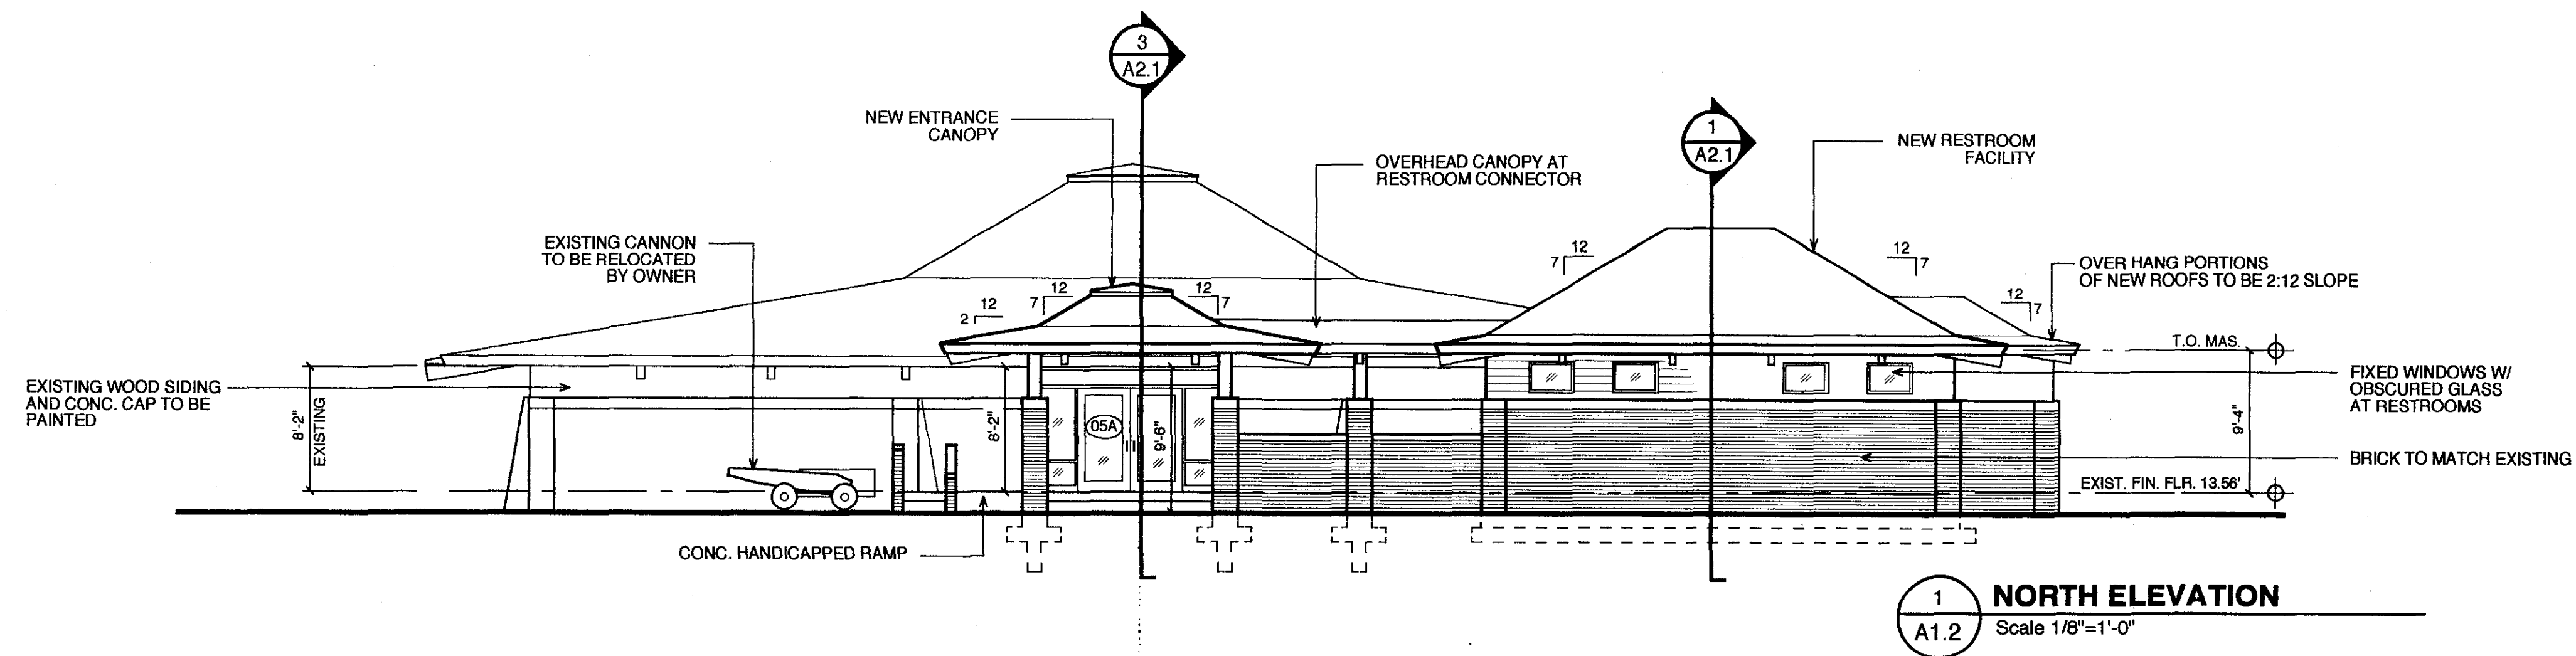 3
A2.1
NEW ENTRANCE
CANOPY
1
A2.1
NEW RESTROOM
FACILITY
OVERHEAD CANOPY AT
RESTROOM CONNECTOR
EXISTING CANNON
TO BE RELOCATED
BY OWNER
12
7
12
7
OVER HANG PORTIONS
OF NEW ROOFS TO BE 2:12 SLOPE
12
2
12
7
12
7
12
7
T.O. MAS.
EXISTING WOOD SIDING
AND CONC. CAP TO BE
PAINTED
8'-2"
EXISTING
8'-2"
05A
9'-6"
FIXED WINDOWS W/
OBSCURED GLASS
AT RESTROOMS
9'-4"
BRICK TO MATCH EXISTING
EXIST. FIN. FLR. 13.56'
CONC. HANDICAPPED RAMP
1
A1.2
NORTH ELEVATION
Scale 1/8"=1'-0"